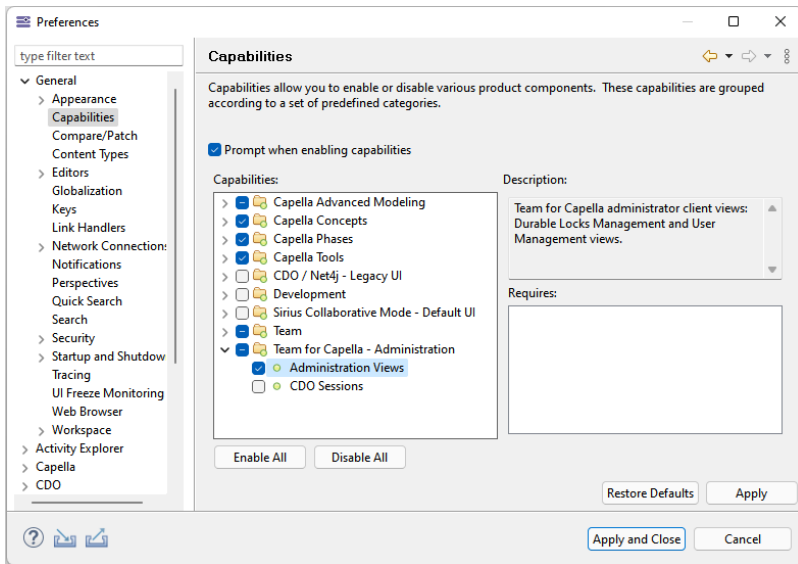 Preferences
type filter text
General
Appearance
Capabilities
Compare/Patch
Content Types
Editors
Globalization
Keys
Link Handlers
Network Connection:
Notifications
Perspectives
Quick Search
Search
Security
Startup and Shutdow
Tracing
UI Freeze Monitoring
Web Browser
Workspace
Activity Explorer
Capella
CDO
Capabilities
Capabilities allow you to enable or disable various product components. These capabilities are grouped
according to a set of predefined categories.
Prompt when enabling capabilities
Capabilities:
Capella Advanced Modeling
Capella Concepts
Capella Phases
Capella Tools
CDO / Net4j - Legacy UI
Development
Sirius Collaborative Mode - Default UI
Team
Team for Capella - Administration
Administration Views
CDO Sessions
Description:
Team for Capella administrator client views:
Durable Locks Management and User
Management views.
Requires:
Enable All
Disable All
Restore Defaults
Apply
?
Apply and Close
Cancel